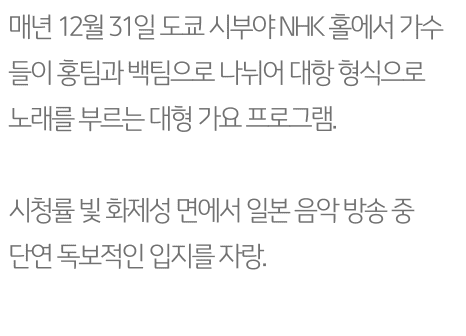 매년 12월 31일 도쿄 시부야 NHK 홀에서 가수
들이 홍팀과 백팀으로 나뉘어 대항 형식으로
노래를 부르는 대형 가요 프로그램.
시청률 빛 화제성 면에서 일본 음악 방송 중
단연 독보적인 입지를 자랑.